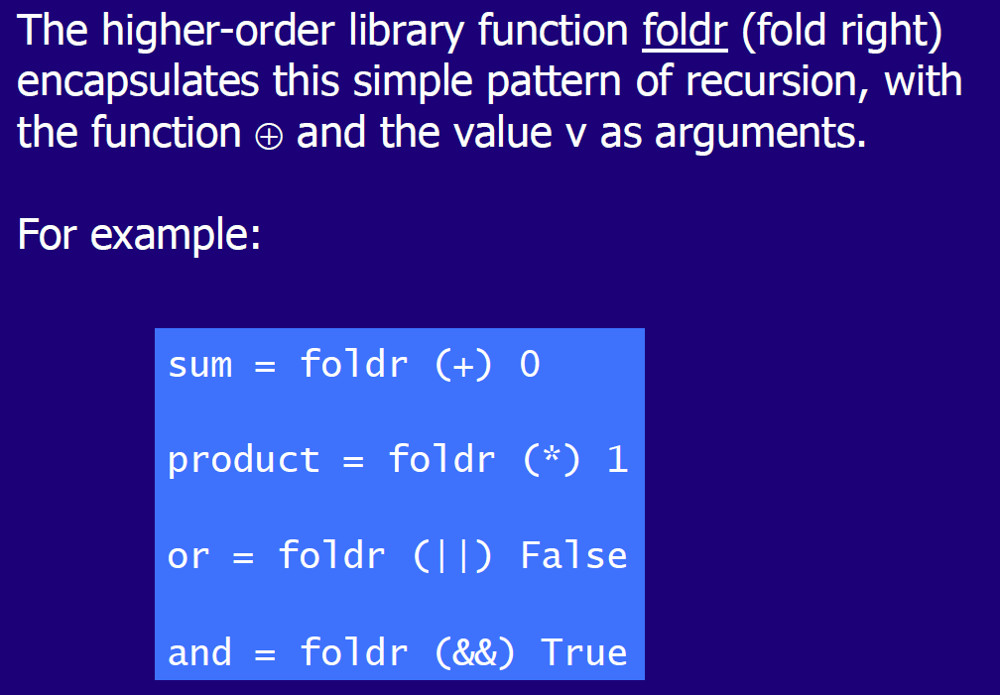 The higher-order library function foldr (fold right)
encapsulates this simple pattern of recursion, with
the function ⊕ and the value v as arguments.
For example:
sum = foldr (+) 0
product = foldr (*) 1
or = foldr (||) False
and = foldr (&&) True